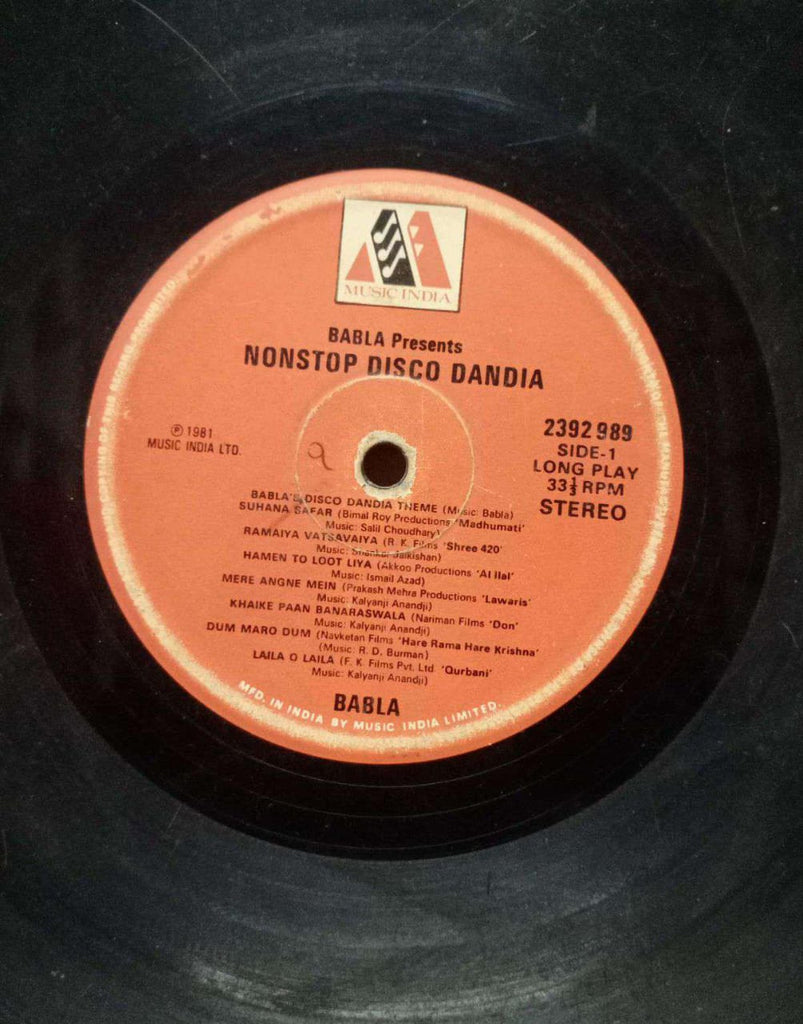 MUSIC INDIA
BABLA Presents
NONSTOP DISCO DANDIA
℗ 1981
MUSIC INDIA LTD.
2392 989
SIDE-1
LONG PLAY
33⅓ RPM
STEREO
BABLA'S DISCO DANDIA THEME (Music: Babla)
SUHANA SAFAR (Bimal Roy Productions 'Madhumati'
Music: Salil Choudhary)
RAMAIYA VATSAVAIYA (R. K. Films 'Shree 420'
Music: Shankar Jaikishan)
HAMEN TO LOOT LIYA (Akkoo Productions 'Al Ilal'
Music: Ismail Azad)
MERE ANGNE MEIN (Prakash Mehra Productions 'Lawaris'
Music: Kalyanji Anandji)
KHAIKE PAAN BANARASWALA (Nariman Films 'Don'
Music: Kalyanji Anandji)
DUM MARO DUM (Navketan Films 'Hare Rama Hare Krishna'
(Music: R. D. Burman)
LAILA O LAILA (F. K. Films Pvt. Ltd. 'Qurbani'
Music: Kalyanji Anandji)
BABLA
MFD. IN INDIA BY MUSIC INDIA LIMITED.
PROHIBITED.